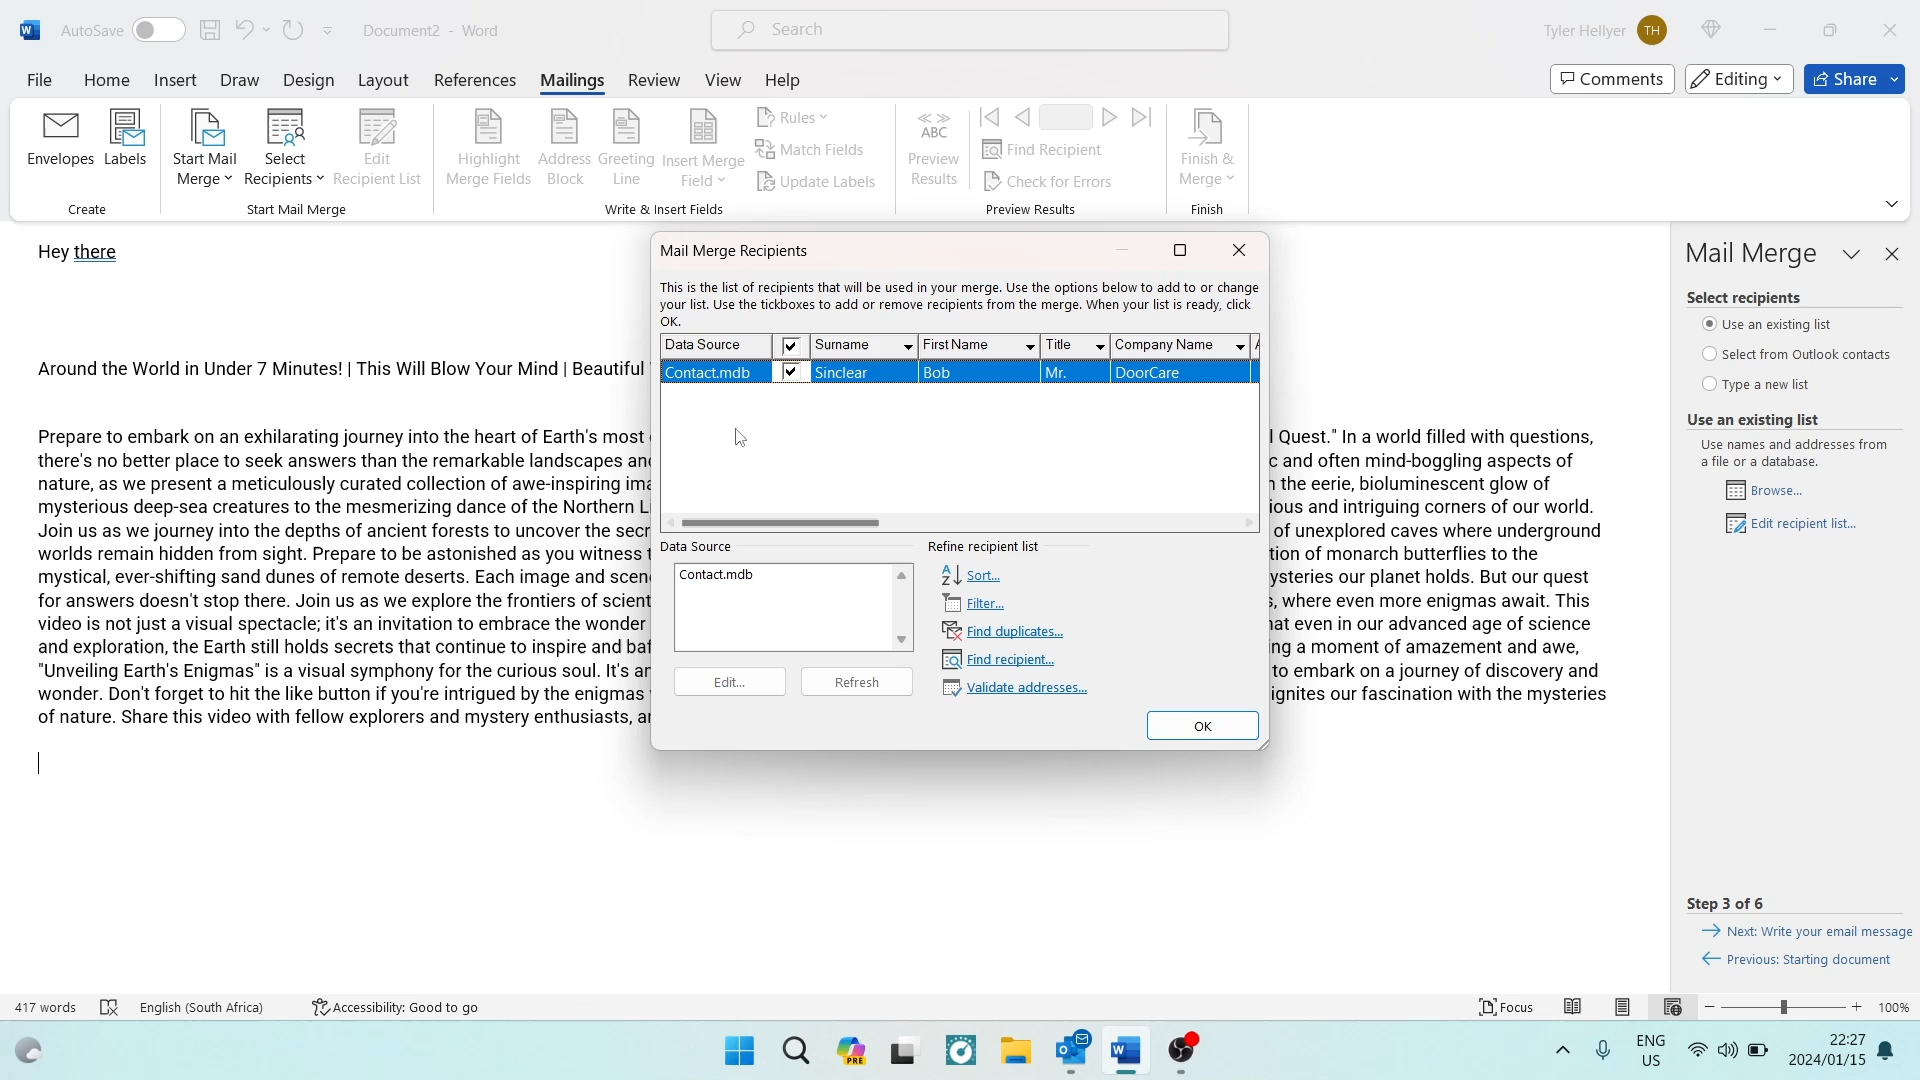 AutoSave
Document2 - Word
Search
Tyler Hellyer
TH
File Home Insert Draw Design Layout References Mailings Review View Help
Comments
Editing
Share
Envelopes
Labels
Create
Start Mail Merge
Select Recipients
Edit Recipient List
Start Mail Merge
Highlight Merge Fields
Address Block
Greeting Line
Insert Merge Field
Rules
Match Fields
Update Labels
Write & Insert Fields
ABC
Preview Results
Find Recipient
Check for Errors
Preview Results
Finish & Merge
Finish
Hey there
Around the World in Under 7 Minutes! | This Will Blow Your Mind | Beautiful
Prepare to embark on an exhilarating journey into the heart of Earth's most l Quest." In a world filled with questions,
there's no better place to seek answers than the remarkable landscapes and c and often mind-boggling aspects of
nature, as we present a meticulously curated collection of awe-inspiring ima n the eerie, bioluminescent glow of
mysterious deep-sea creatures to the mesmerizing dance of the Northern L ious and intriguing corners of our world.
Join us as we journey into the depths of ancient forests to uncover the secr of unexplored caves where underground
worlds remain hidden from sight. Prepare to be astonished as you witness t tion of monarch butterflies to the
mystical, ever-shifting sand dunes of remote deserts. Each image and scen ysteries our planet holds. But our quest
for answers doesn't stop there. Join us as we explore the frontiers of scient s, where even more enigmas await. This
video is not just a visual spectacle; it's an invitation to embrace the wonder hat even in our advanced age of science
and exploration, the Earth still holds secrets that continue to inspire and baf ng a moment of amazement and awe,
"Unveiling Earth's Enigmas" is a visual symphony for the curious soul. It's an to embark on a journey of discovery and
wonder. Don't forget to hit the like button if you're intrigued by the enigmas ignites our fascination with the mysteries
of nature. Share this video with fellow explorers and mystery enthusiasts, a
Mail Merge Recipients
This is the list of recipients that will be used in your merge. Use the options below to add to or change
your list. Use the tickboxes to add or remove recipients from the merge. When your list is ready, click
OK.
Data Source Surname First Name Title Company Name A
Contact.mdb Sinclear Bob Mr. DoorCare
Data Source
Contact.mdb
Edit...
Refresh
Refine recipient list
Sort...
Filter...
Find duplicates...
Find recipient...
Validate addresses...
OK
Mail Merge
Select recipients
Use an existing list
Select from Outlook contacts
Type a new list
Use an existing list
Use names and addresses from
a file or a database.
Browse...
Edit recipient list...
Step 3 of 6
Next: Write your email message
Previous: Starting document
417 words
English (South Africa)
Accessibility: Good to go
Focus
100%
PRE
ENG
US
22:27
2024/01/15